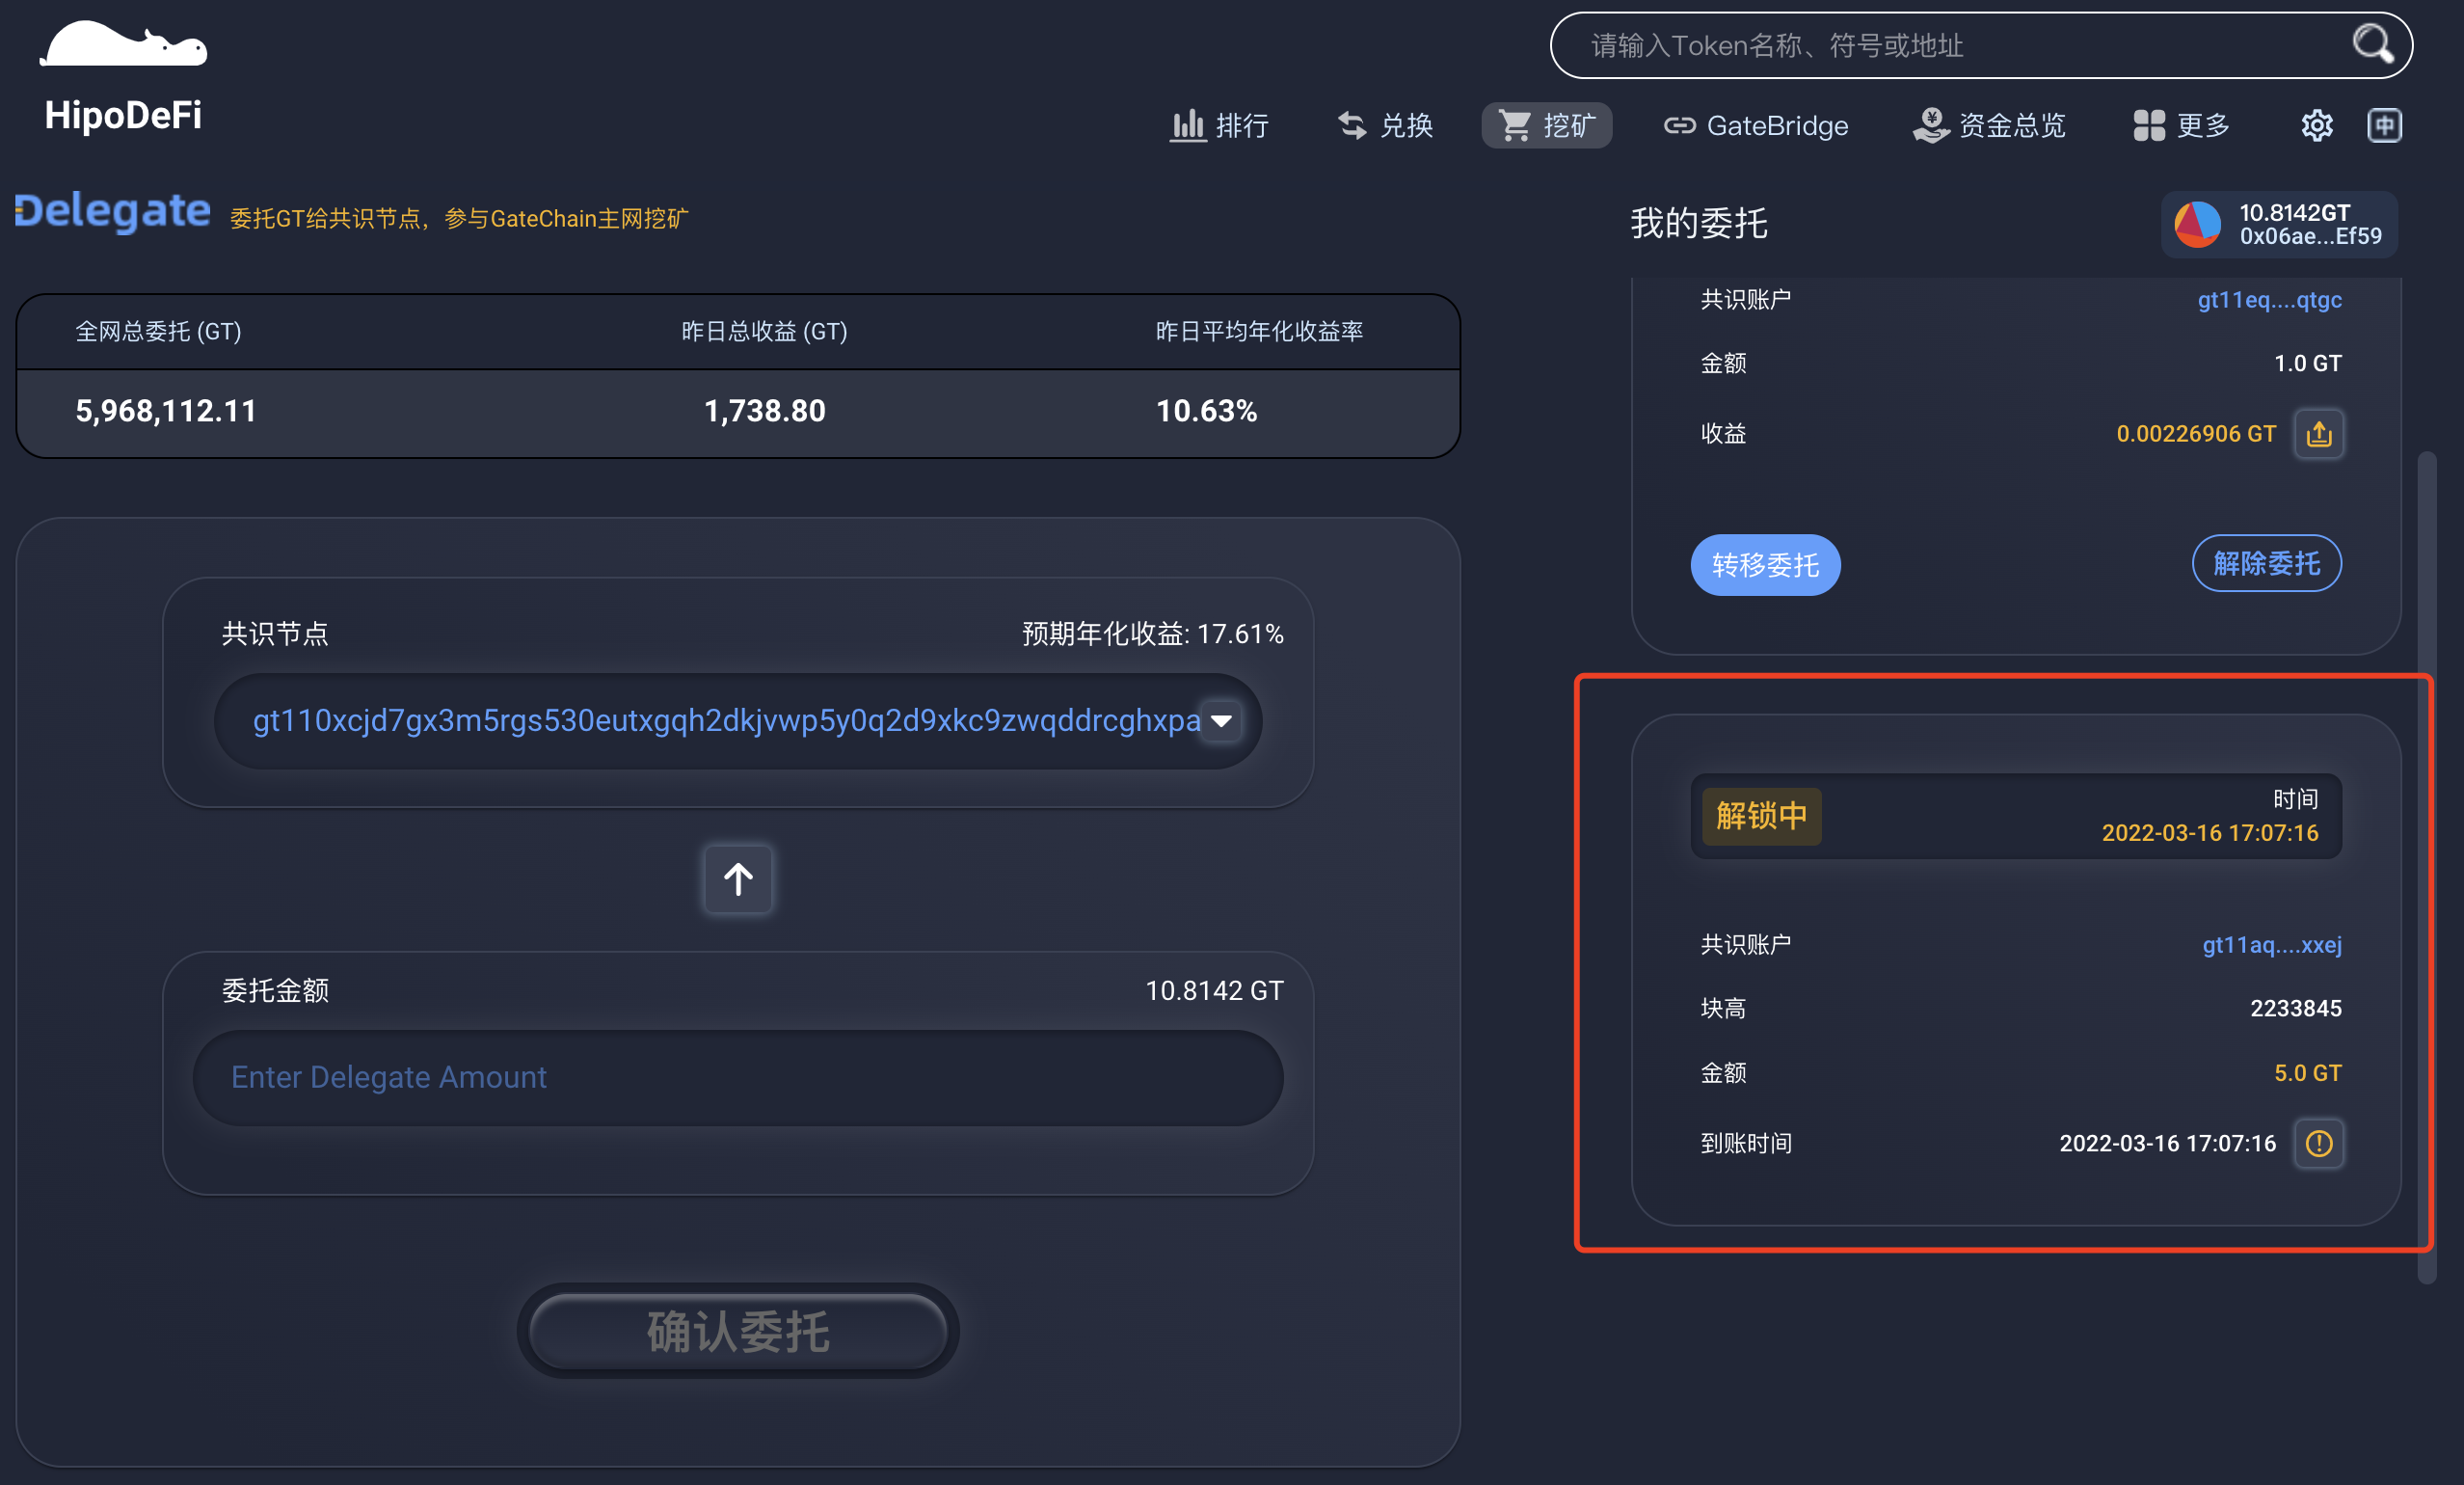 HipoDeFi
请输入Token名称、符号或地址
排行
兑换
挖矿
GateBridge
资金总览
更多
中
Delegate
委托GT给共识节点，参与GateChain主网挖矿
全网总委托 (GT)
昨日总收益 (GT)
昨日平均年化收益率
5,968,112.11
1,738.80
10.63%
共识节点
预期年化收益: 17.61%
gt110xcjd7gx3m5rgs530eutxgqh2dkjvwp5y0q2d9xkc9zwqddrcghxpa
委托金额
10.8142 GT
Enter Delegate Amount
确认委托
我的委托
10.8142GT
0x06ae...Ef59
共识账户
gt11eq....qtgc
金额
1.0 GT
收益
0.00226906 GT
转移委托
解除委托
解锁中
时间
2022-03-16 17:07:16
共识账户
gt11aq....xxej
块高
2233845
金额
5.0 GT
到账时间
2022-03-16 17:07:16